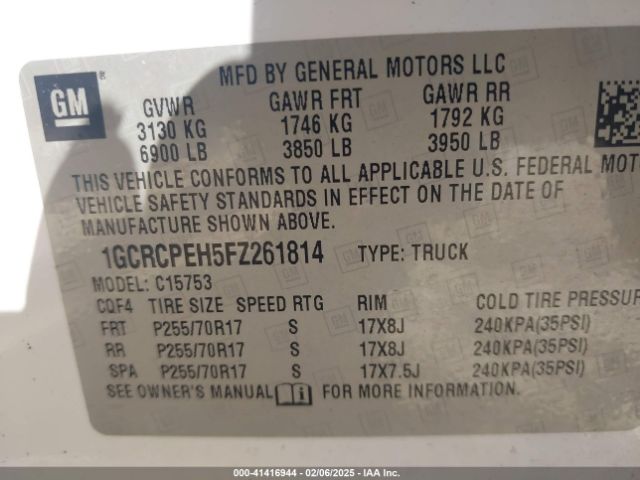 MFD BY GENERAL MOTORS LLC
GM ®
GVWR GAWR FRT GAWR RR
3130 KG 1746 KG 1792 KG
6900 LB 3850 LB 3950 LB
THIS VEHICLE CONFORMS TO ALL APPLICABLE U.S. FEDERAL MOTO
VEHICLE SAFETY STANDARDS IN EFFECT ON THE DATE OF
MANUFACTURE SHOWN ABOVE.
1GCRCPEH5FZ261814 TYPE: TRUCK
MODEL: C15753
CQF4 TIRE SIZE SPEED RTG RIM COLD TIRE PRESSUR
FRT P255/70R17 S 17X8J 240KPA(35PSI)
RR P255/70R17 S 17X8J 240KPA(35PSI)
SPA P255/70R17 S 17X7.5J 240KPA(35PSI)
SEE OWNER'S MANUAL FOR MORE INFORMATION.
000-41416944 - 02/06/2025 - IAAI Inc.